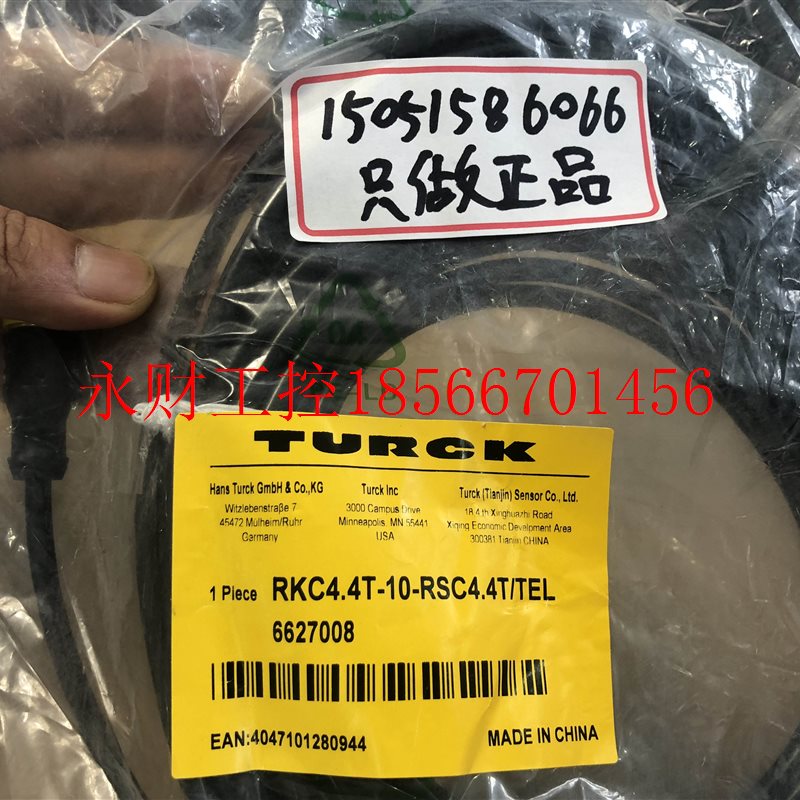 15051586066
只做正品
04
永财工控18566701456
TURCK
Hans Turck GmbH & Co.,KG
Witzlebenstraße 7
45472 Mülheim/Ruhr
Germany
Turck Inc
3000 Campus Drive
Minneapolis, MN 55441
USA
Turck (Tianjin) Sensor Co., Ltd.
18.4 th Xinghuazhi Road
Xiqing Economic Development Area
300381 Tianjin CHINA
1 Piece RKC4.4T-10-RSC4.4T/TEL
6627008
EAN:4047101280944
MADE IN CHINA